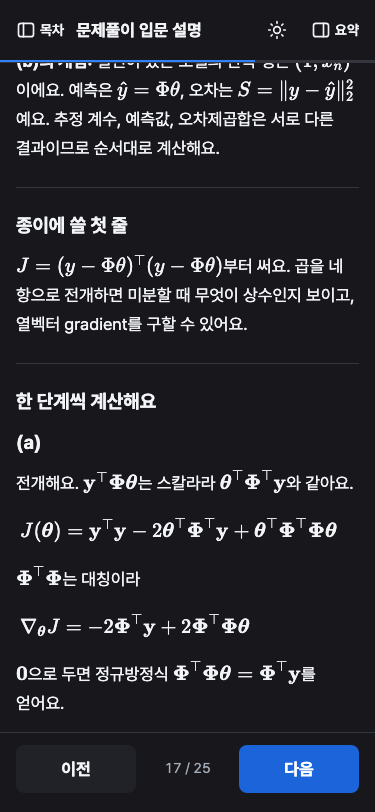 목차 문제풀이 입문 설명 요약
이에요. 예측은 ŷ = Φθ, 오차는 S = ‖y − ŷ‖₂²
예요. 추정 계수, 예측값, 오차제곱합은 서로 다른
결과이므로 순서대로 계산해요.
종이에 쓸 첫 줄
J = (y − Φθ)⊤(y − Φθ)부터 써요. 곱을 네
항으로 전개하면 미분할 때 무엇이 상수인지 보이고,
열벡터 gradient를 구할 수 있어요.
한 단계씩 계산해요
(a)
전개해요. y⊤Φθ는 스칼라라 θ⊤Φ⊤y와 같아요.
J(θ) = y⊤y − 2θ⊤Φ⊤y + θ⊤Φ⊤Φθ
Φ⊤Φ는 대칭이라
∇θJ = −2Φ⊤y + 2Φ⊤Φθ
0으로 두면 정규방정식 Φ⊤Φθ = Φ⊤y를
얻어요.
이전 17 / 25 다음